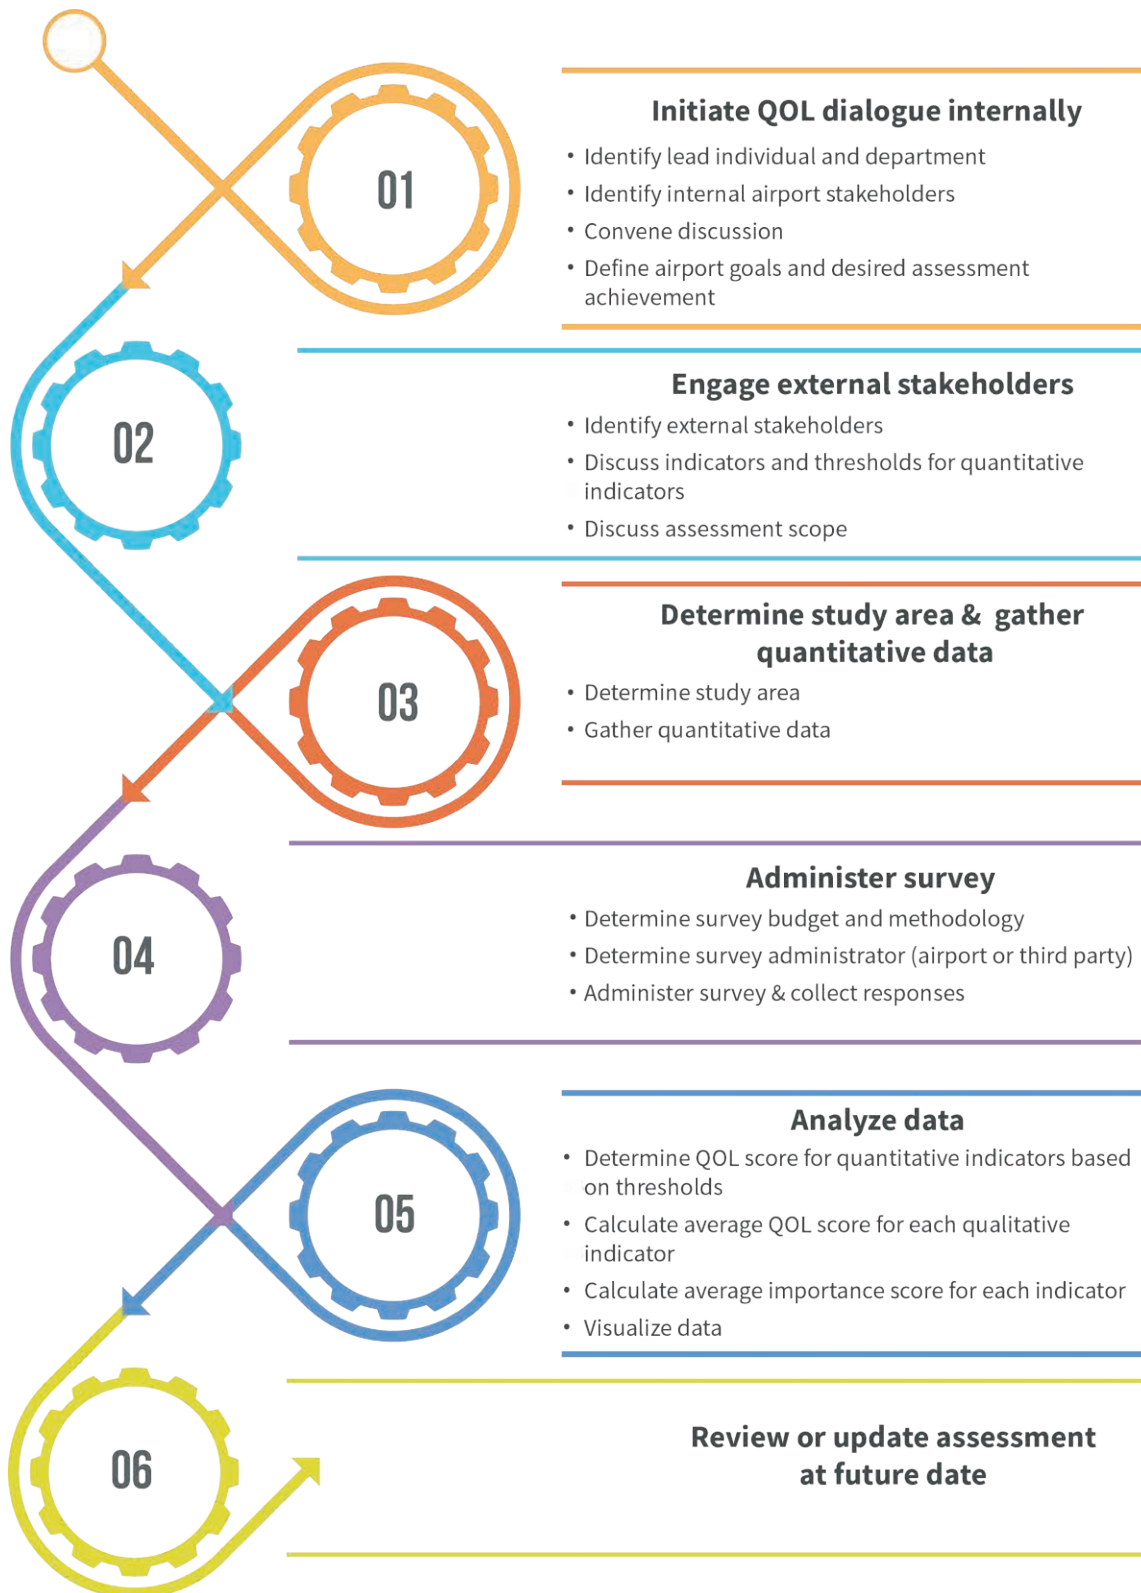 01
Initiate QOL dialogue internally
• Identify lead individual and department
• Identify internal airport stakeholders
• Convene discussion
• Define airport goals and desired assessment
achievement
02
Engage external stakeholders
• Identify external stakeholders
• Discuss indicators and thresholds for quantitative
indicators
• Discuss assessment scope
03
Determine study area & gather
quantitative data
• Determine study area
• Gather quantitative data
04
Administer survey
• Determine survey budget and methodology
• Determine survey administrator (airport or third party)
• Administer survey & collect responses
05
Analyze data
• Determine QOL score for quantitative indicators based
on thresholds
• Calculate average QOL score for each qualitative
indicator
• Calculate average importance score for each indicator
• Visualize data
06
Review or update assessment
at future date